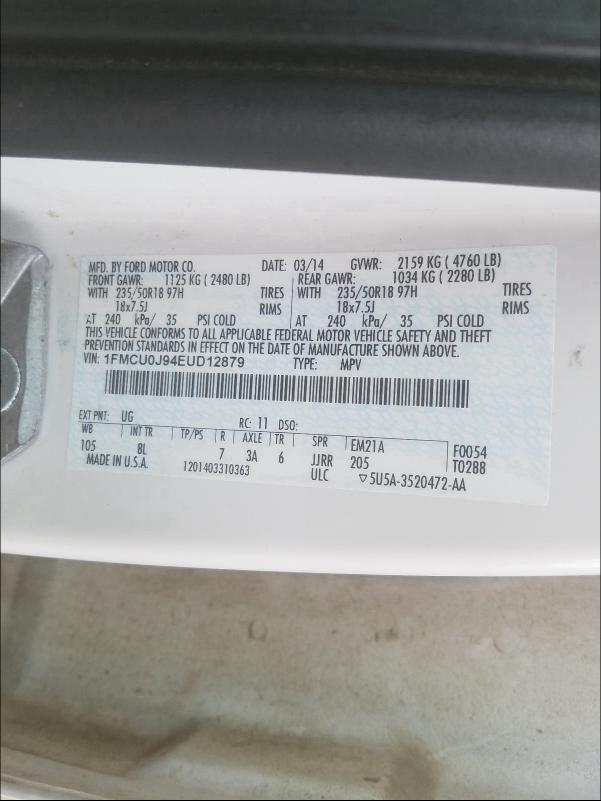 MFD. BY FORD MOTOR CO. DATE: 03/14 GVWR: 2159 KG ( 4760 LB)
FRONT GAWR: 1125 KG ( 2480 LB) REAR GAWR: 1034 KG ( 2280 LB)
WITH 235/50R18 97H TIRES WITH 235/50R18 97H TIRES
18x7.5J RIMS 18x7.5J RIMS
AT 240 kPa/ 35 PSI COLD AT 240 kPa/ 35 PSI COLD
THIS VEHICLE CONFORMS TO ALL APPLICABLE FEDERAL MOTOR VEHICLE SAFETY AND THEFT
PREVENTION STANDARDS IN EFFECT ON THE DATE OF MANUFACTURE SHOWN ABOVE.
VIN: 1FMCU0J94EUD12879 TYPE: MPV
EXT PNT: UG RC: 11 DSO:
WB INT TR TP/PS R AXLE TR SPR EM21A F0054
105 8L 7 3A 6 JJRR 205 T0288
MADE IN U.S.A. 1201403310363 ULC ▽5U5A-3520472-AA